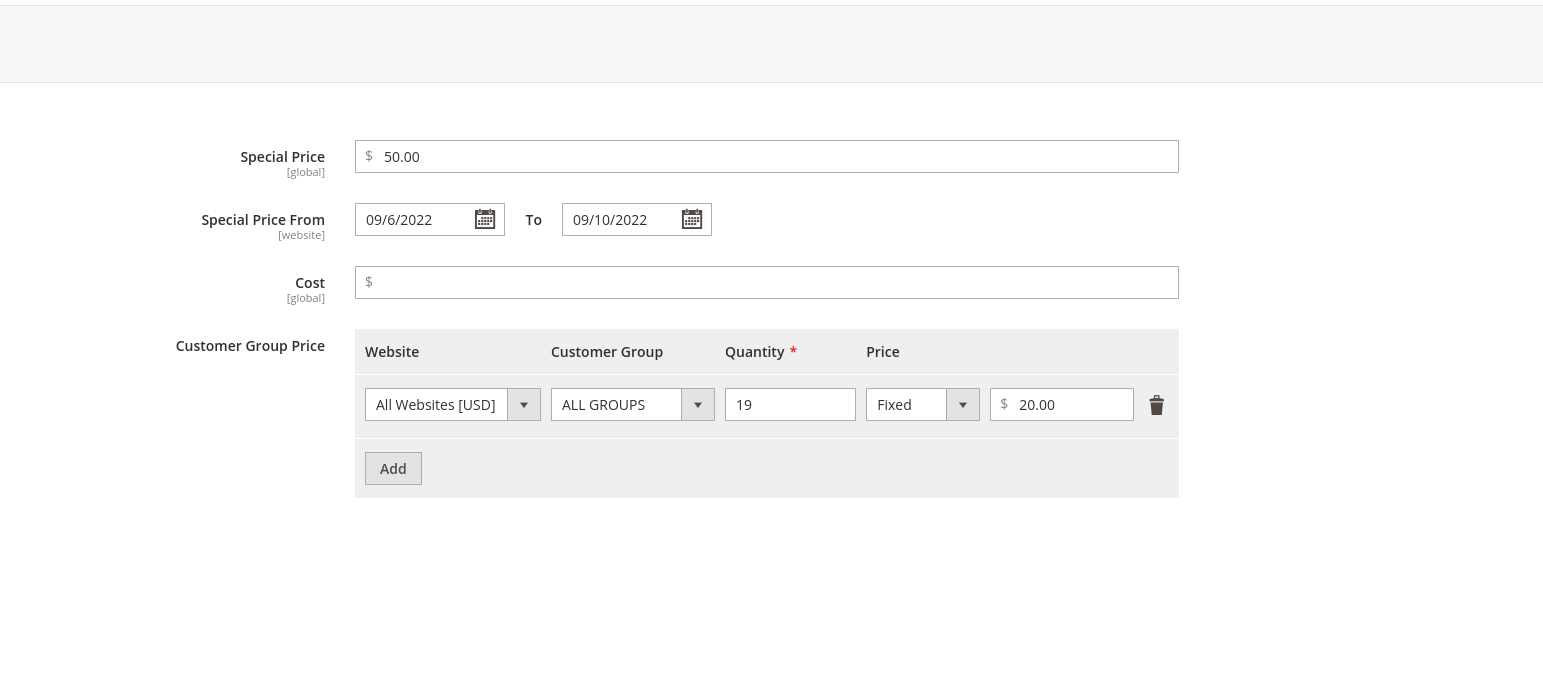 Special Price
[global]
$ 50.00
Special Price From
[website]
09/6/2022 To 09/10/2022
Cost
[global]
$
Customer Group Price
Website Customer Group Quantity * Price
All Websites [USD] ALL GROUPS 19 Fixed $ 20.00
Add